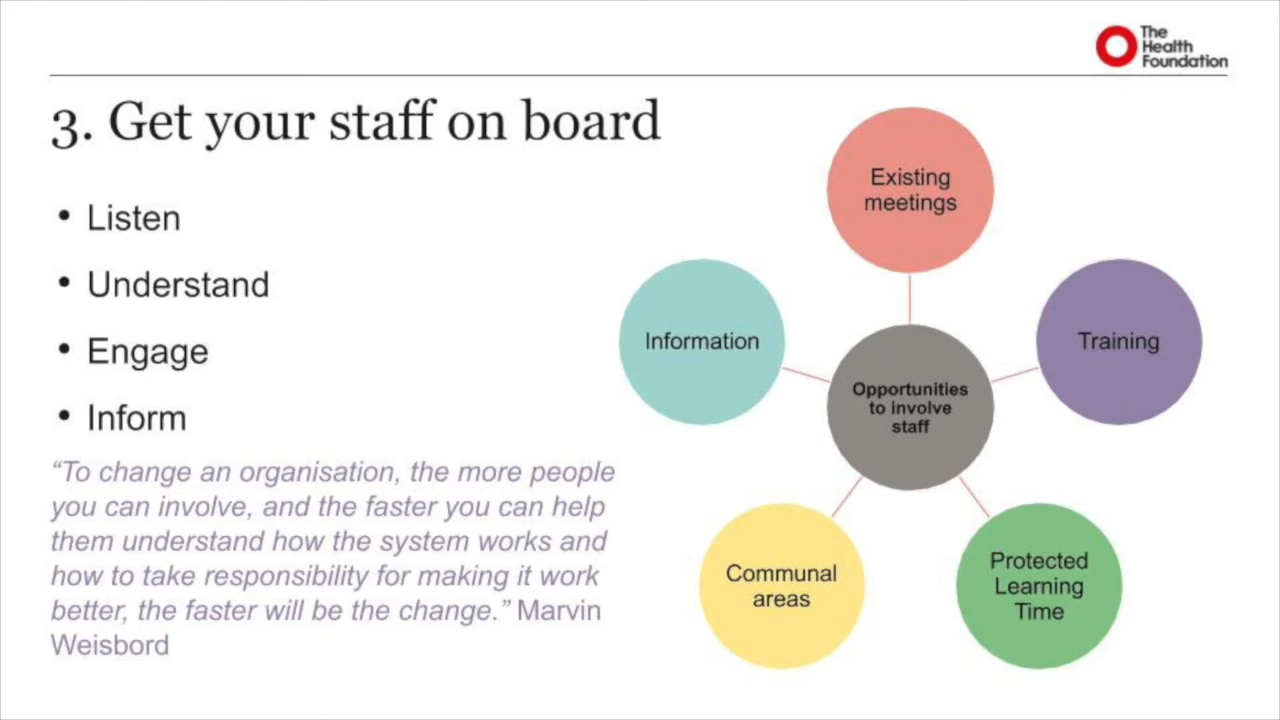 The
Health
Foundation
3. Get your staff on board
• Listen
• Understand
• Engage
• Inform
“To change an organisation, the more people
you can involve, and the faster you can help
them understand how the system works and
how to take responsibility for making it work
better, the faster will be the change.” Marvin
Weisbord
Existing
meetings
Information
Training
Opportunities
to involve
staff
Communal
areas
Protected
Learning
Time